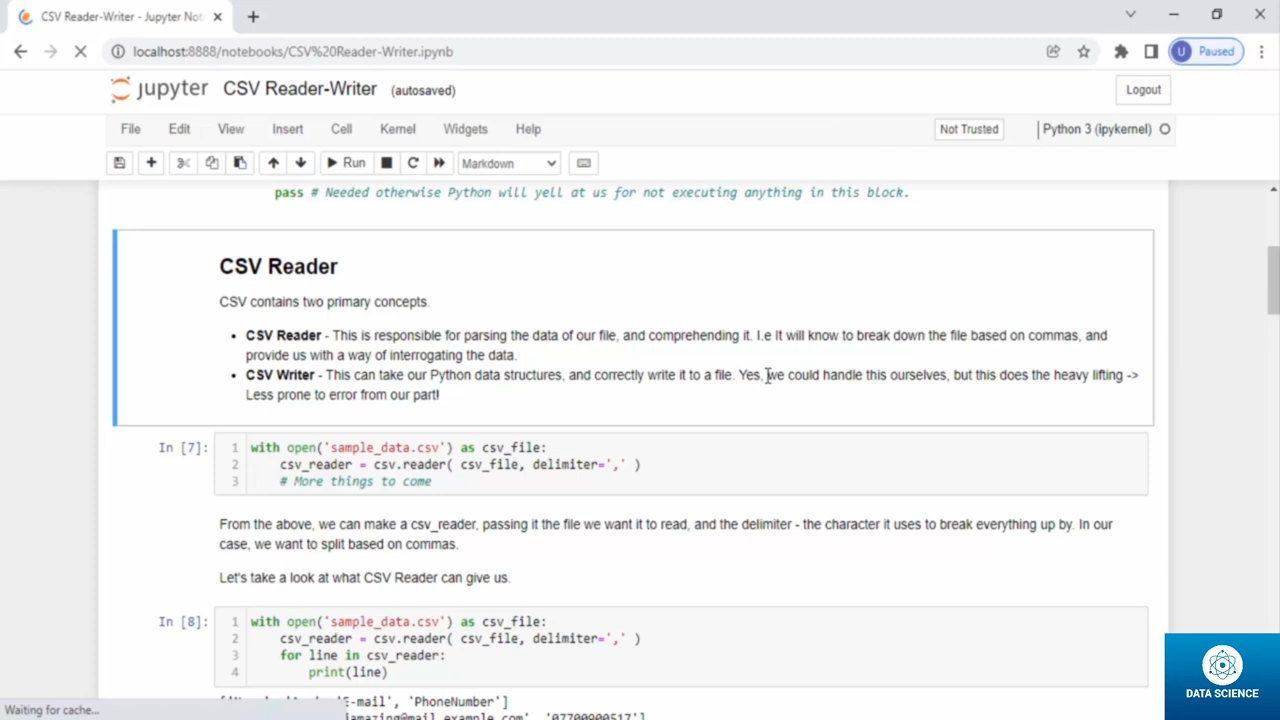 CSV Reader-Writer - Jupyter Not
localhost:8888/notebooks/CSV%20Reader-Writer.ipynb
U Paused
jupyter CSV Reader-Writer (autosaved)
Logout
File Edit View Insert Cell Kernel Widgets Help
Not Trusted
Python 3 (ipykernel)
Run
Markdown
pass # Needed otherwise Python will yell at us for not executing anything in this block.
CSV Reader
CSV contains two primary concepts.
• CSV Reader - This is responsible for parsing the data of our file, and comprehending it. I.e It will know to break down the file based on commas, and
provide us with a way of interrogating the data.
• CSV Writer - This can take our Python data structures, and correctly write it to a file. Yes, we could handle this ourselves, but this does the heavy lifting ->
Less prone to error from our part!
In [7]:
1 with open('sample_data.csv') as csv_file:
2 csv_reader = csv.reader( csv_file, delimiter=',' )
3 # More things to come
From the above, we can make a csv_reader, passing it the file we want it to read, and the delimiter - the character it uses to break everything up by. In our
case, we want to split based on commas.
Let's take a look at what CSV Reader can give us.
In [8]:
1 with open('sample_data.csv') as csv_file:
2 csv_reader = csv.reader( csv_file, delimiter=',' )
3 for line in csv_reader:
4 print(line)
E-mail', 'PhoneNumber']
iamazing@mail.example.com', '07700900517']
Waiting for cache...
DATA SCIENCE